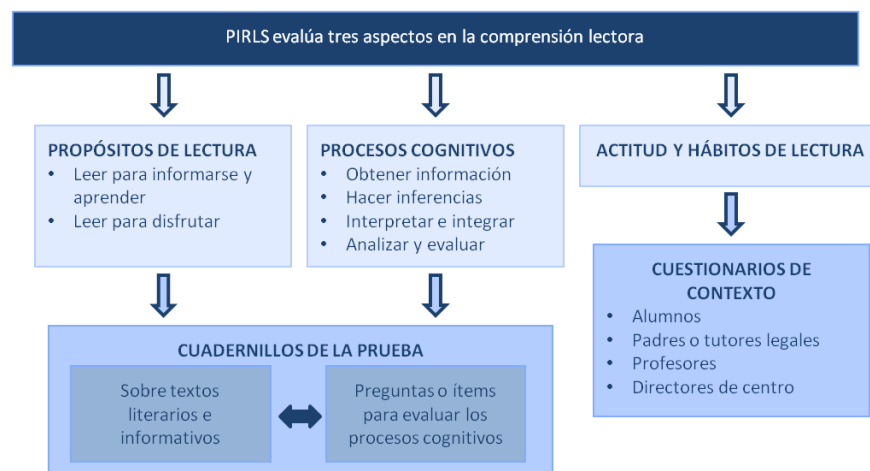 PIRLS evalúa tres aspectos en la comprensión lectora
PROPÓSITOS DE LECTURA
• Leer para informarse y
aprender
• Leer para disfrutar
PROCESOS COGNITIVOS
• Obtener información
• Hacer inferencias
• Interpretar e integrar
• Analizar y evaluar
ACTITUD Y HÁBITOS DE LECTURA
CUESTIONARIOS DE
CONTEXTO
• Alumnos
• Padres o tutores legales
• Profesores
• Directores de centro
CUADERNILLOS DE LA PRUEBA
Sobre textos
literarios e
informativos
Preguntas o ítems
para evaluar los
procesos cognitivos